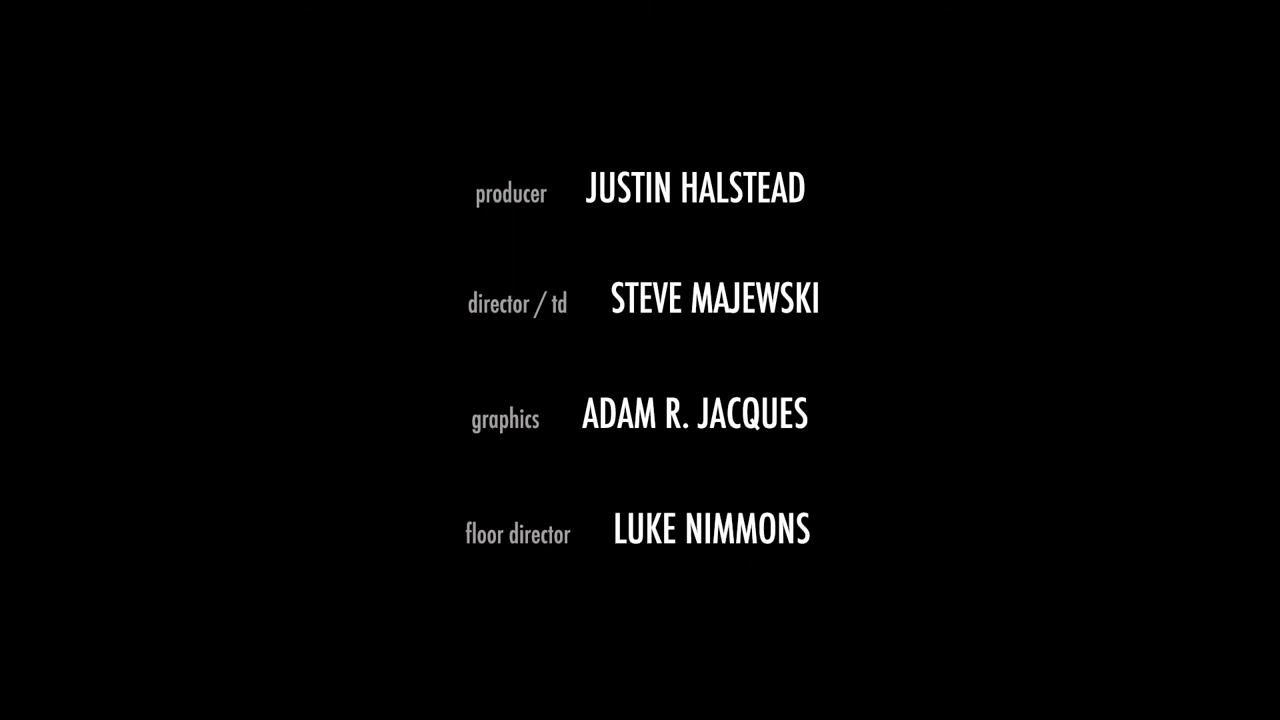 producer JUSTIN HALSTEAD
director / td STEVE MAJEWSKI
graphics ADAM R. JACQUES
floor director LUKE NIMMONS